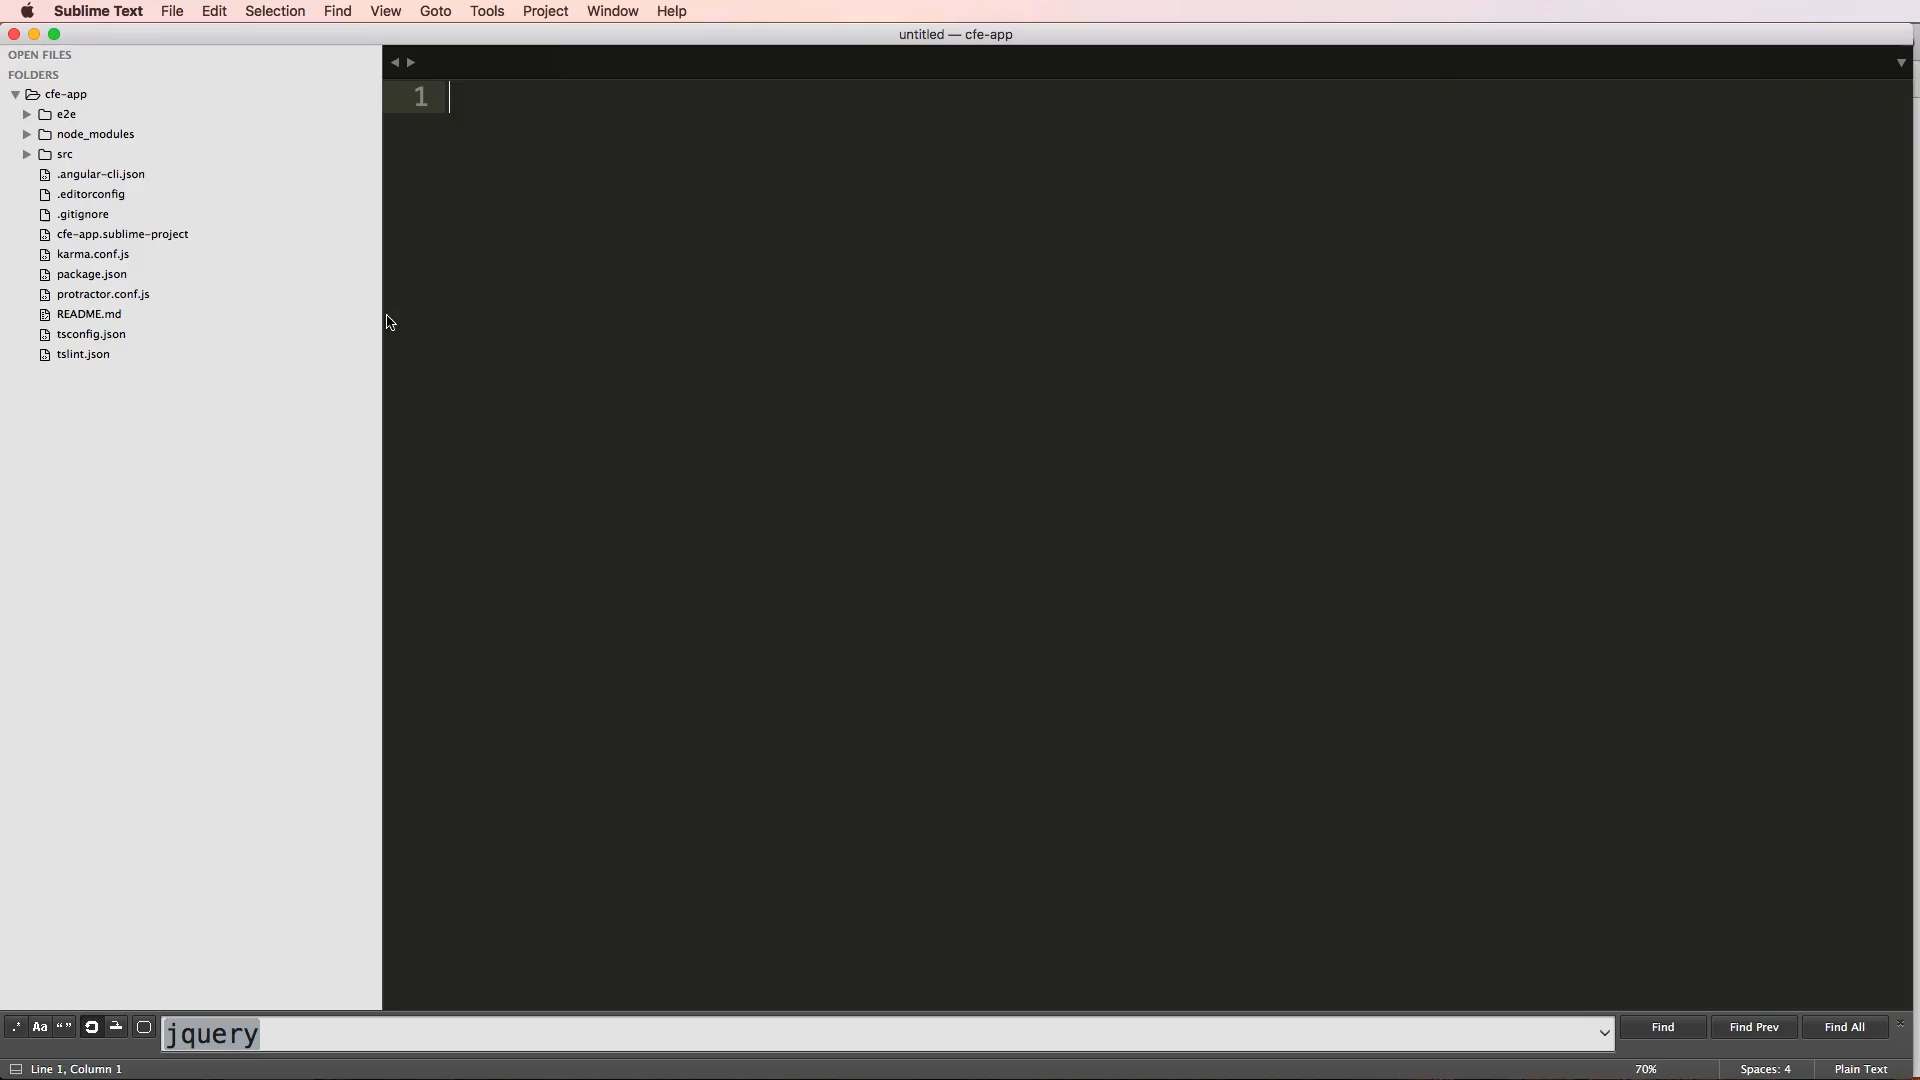 Sublime Text File Edit Selection Find View Goto Tools Project Window Help
untitled — cfe-app
OPEN FILES
FOLDERS
cfe-app
e2e
node_modules
src
.angular-cli.json
.editorconfig
.gitignore
cfe-app.sublime-project
karma.conf.js
package.json
protractor.conf.js
README.md
tsconfig.json
tslint.json
1
.* Aa “” jquery Find Find Prev Find All
Line 1, Column 1 70% Spaces: 4 Plain Text